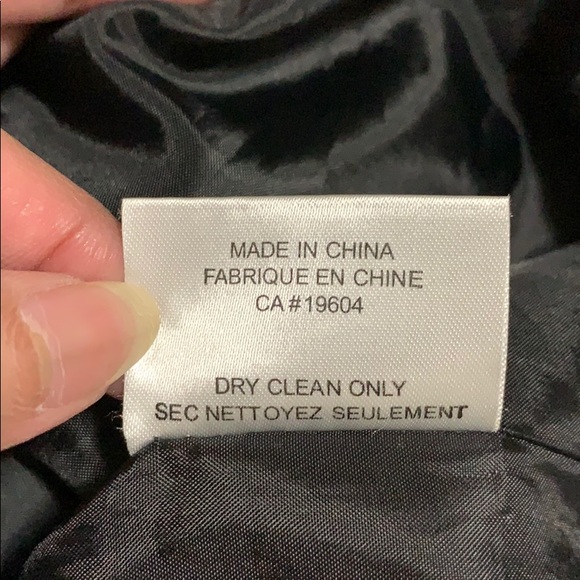 MADE IN CHINA
FABRIQUE EN CHINE
CA#19604
DRY CLEAN ONLY
SEC NETTOYEZ SEULEMENT